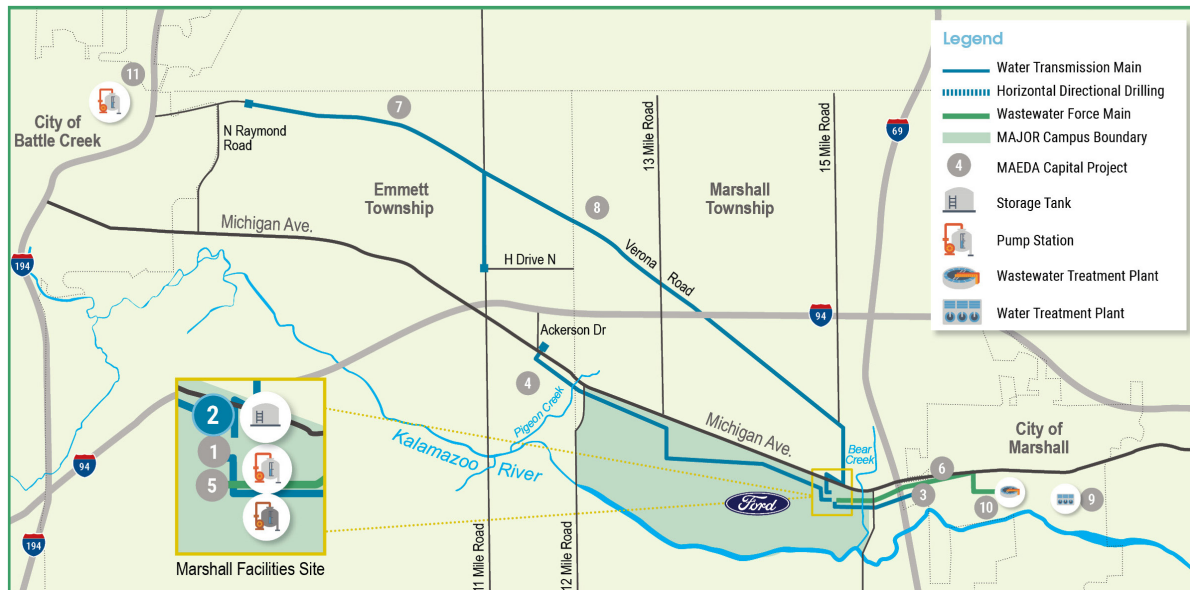 Legend
Water Transmission Main
Horizontal Directional Drilling
Wastewater Force Main
MAJOR Campus Boundary
4
MAEDA Capital Project
Storage Tank
Pump Station
Wastewater Treatment Plant
Water Treatment Plant
11
City of
Battle Creek
N Raymond
Road
7
Emmett
Township
13 Mile Road
Marshall
Township
15 Mile Road
69
8
Michigan Ave.
H Drive N
Verona
Road
194
94
Ackerson Dr
4
Pigeon Creek
Kalamazoo
River
Michigan Ave.
Bear
Creek
City of
Marshall
2
1
5
6
3
10
9
Ford
94
194
Marshall Facilities Site
11 Mile Road
12 Mile Road